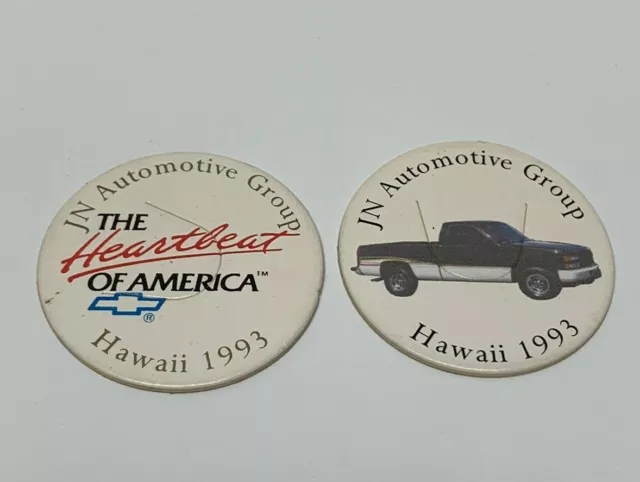 JN Automotive Group
THE
Heartbeat
OF AMERICA™
®
Hawaii 1993
JN Automotive Group
Hawaii 1993